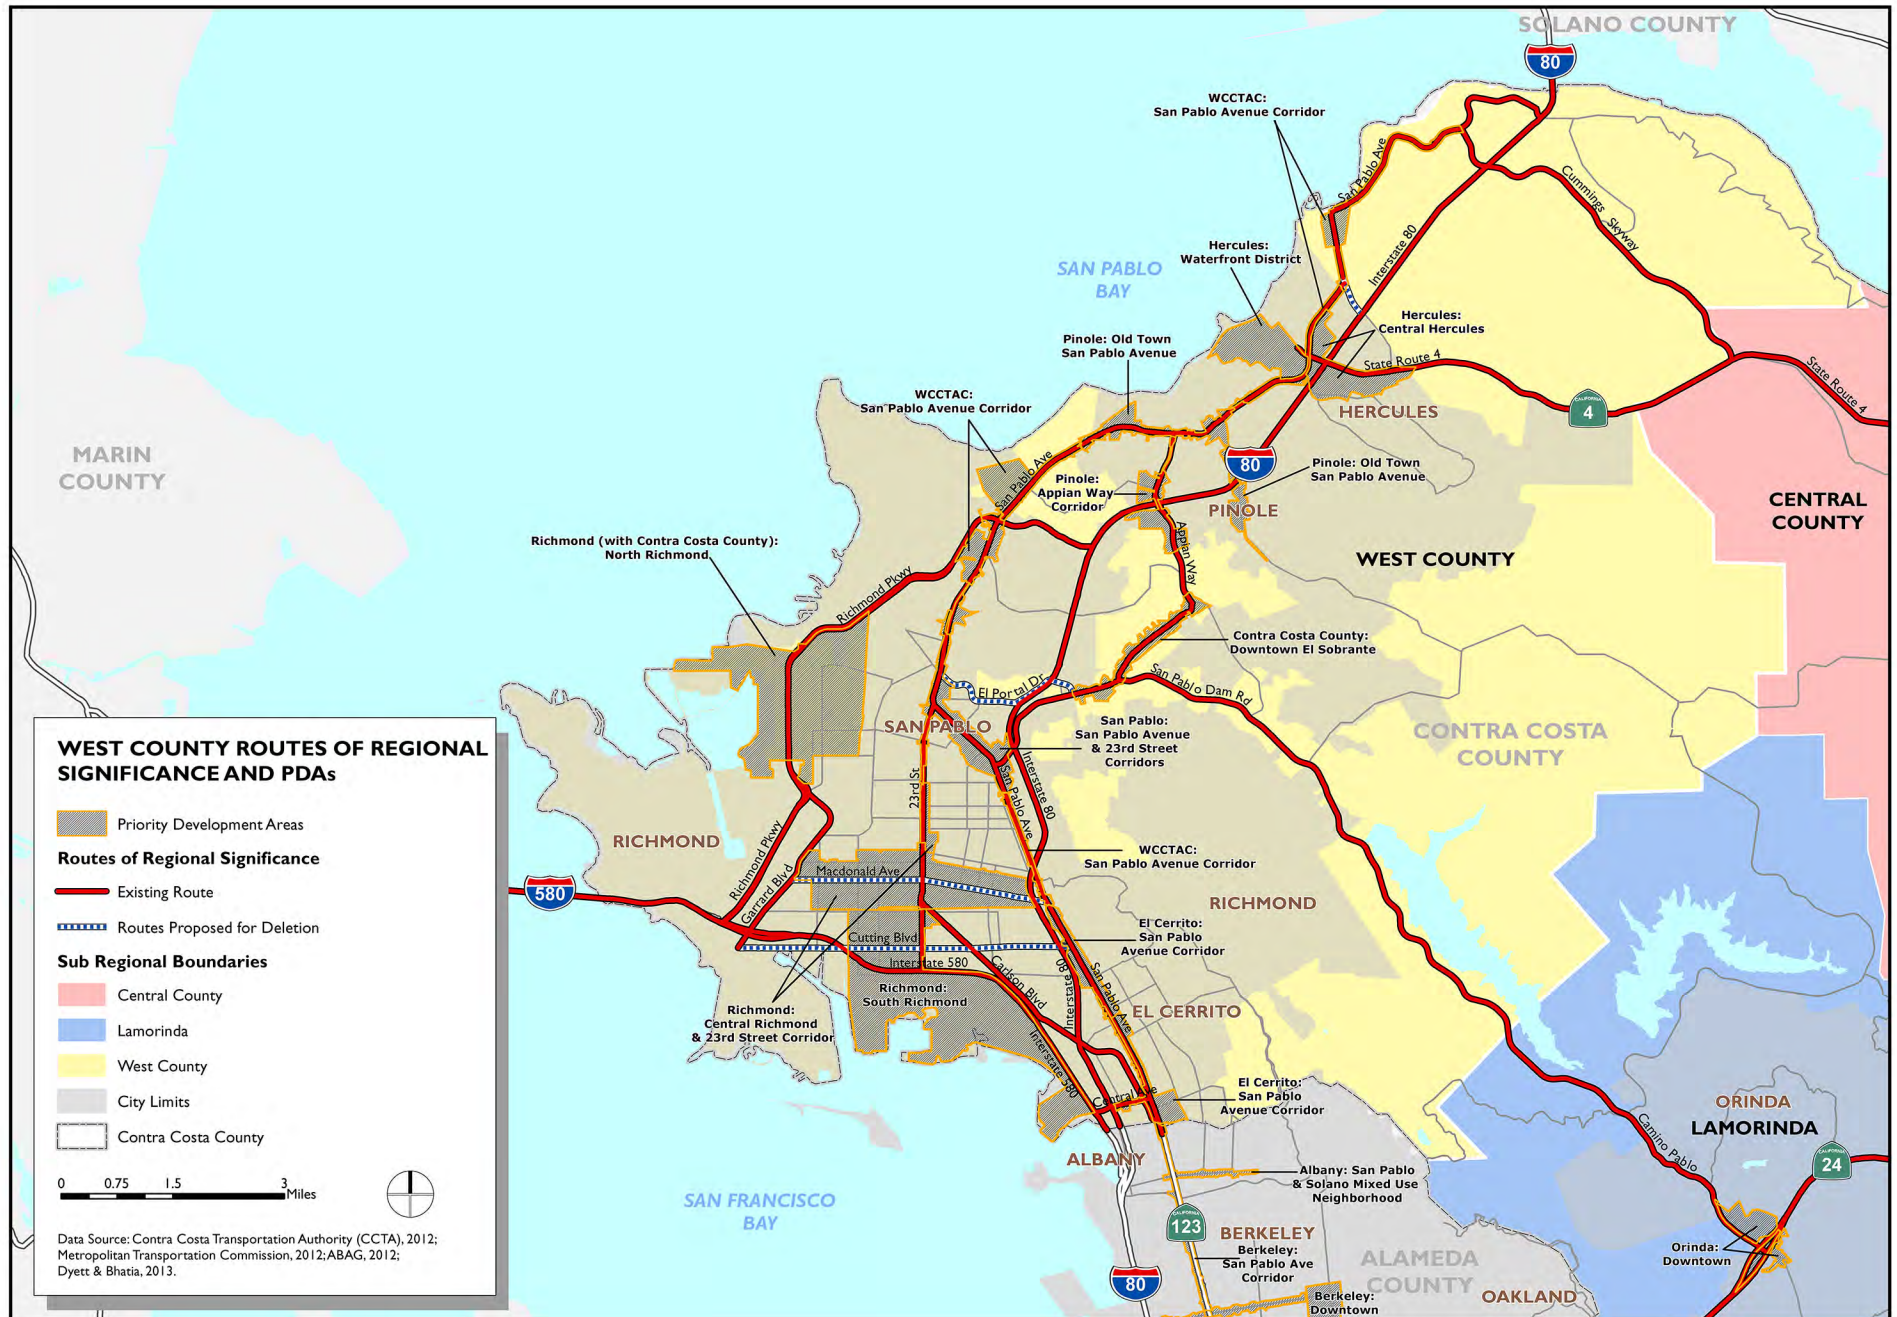 SOLANO COUNTY
80
WCCTAC:
San Pablo Avenue Corridor
San Pablo Ave
Cummings Skyway
Interstate 80
Hercules:
Waterfront District
SAN PABLO
BAY
Hercules:
Central Hercules
Pinole: Old Town
San Pablo Avenue
State Route 4
State Route 4
CALIFORNIA
4
HERCULES
WCCTAC:
San Pablo Avenue Corridor
MARIN
COUNTY
San Pablo Ave
80
Pinole: Old Town
San Pablo Avenue
Pinole:
Appian Way
Corridor
PINOLE
CENTRAL
COUNTY
Appian Way
WEST COUNTY
Richmond (with Contra Costa County):
North Richmond
Richmond Pkwy
Contra Costa County:
Downtown El Sobrante
El Portal Dr
San Pablo Dam Rd
SAN PABLO
San Pablo:
San Pablo Avenue
& 23rd Street
Corridors
CONTRA COSTA
COUNTY
23rd St
San Pablo Ave
Interstate 80
RICHMOND
WCCTAC:
San Pablo Avenue Corridor
Richmond Pkwy
Garrard Blvd
Macdonald Ave
580
RICHMOND
El Cerrito:
San Pablo
Avenue Corridor
Cutting Blvd
Interstate 580
Carlson Blvd
Interstate 80
San Pablo Ave
Richmond:
South Richmond
Richmond:
Central Richmond
& 23rd Street Corridor
EL CERRITO
Interstate 580
Central Ave
El Cerrito:
San Pablo
Avenue Corridor
ORINDA
LAMORINDA
Camino Pablo
ALBANY
CALIFORNIA
24
Albany: San Pablo
& Solano Mixed Use
Neighborhood
SAN FRANCISCO
BAY
CALIFORNIA
123
BERKELEY
Berkeley:
San Pablo Ave
Corridor
ALAMEDA
COUNTY
Orinda:
Downtown
80
OAKLAND
Berkeley:
Downtown
WEST COUNTY ROUTES OF REGIONAL
SIGNIFICANCE AND PDAs
Priority Development Areas
Routes of Regional Significance
Existing Route
Routes Proposed for Deletion
Sub Regional Boundaries
Central County
Lamorinda
West County
City Limits
Contra Costa County
0 0.75 1.5 3
Miles
Data Source: Contra Costa Transportation Authority (CCTA), 2012;
Metropolitan Transportation Commission, 2012; ABAG, 2012;
Dyett & Bhatia, 2013.